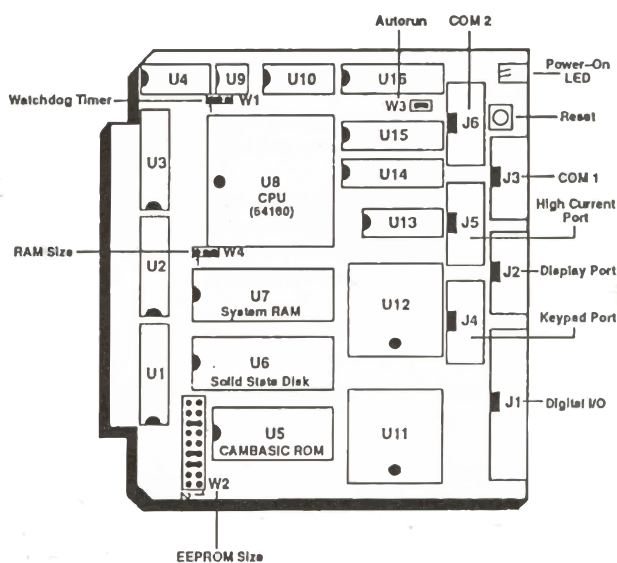 Autorun
COM 2
Power-On
LED
U4
U9
U10
U16
Watchdog Timer
W1
W3
Reset
J6
U15
U3
U8
CPU
(64180)
U14
J3
COM 1
High Current
Port
U13
J5
RAM Size
W4
U2
J2
Display Port
U7
System RAM
U12
Keypad Port
J4
U6
Solid State Disk
U1
J1
Digital I/O
U5
CAMBASIC ROM
U11
W2
2
1
EEPROM Size